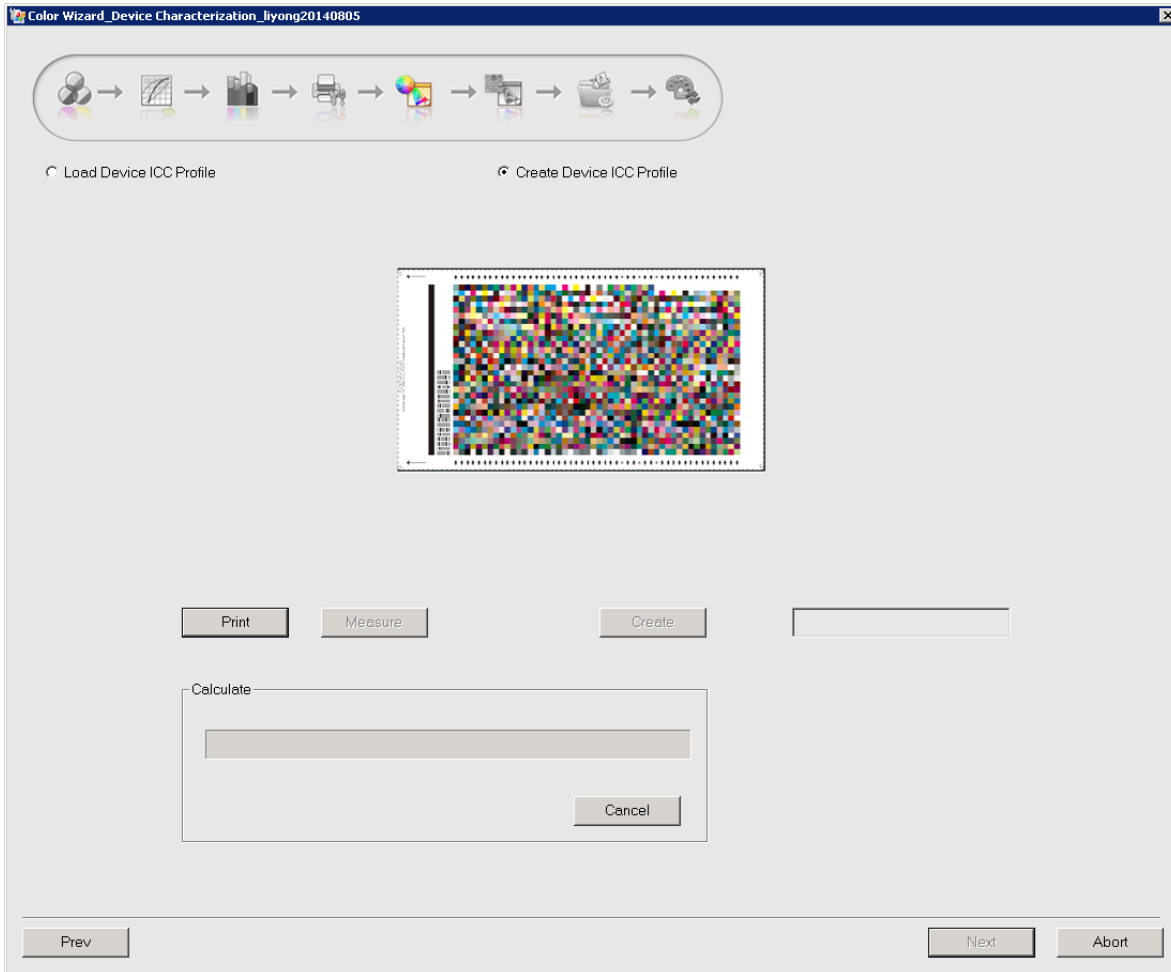 Color Wizard_Device Characterization_liyong20140805
Load Device ICC Profile
Create Device ICC Profile
Print
Measure
Create
Calculate
Cancel
Prev
Next
Abort